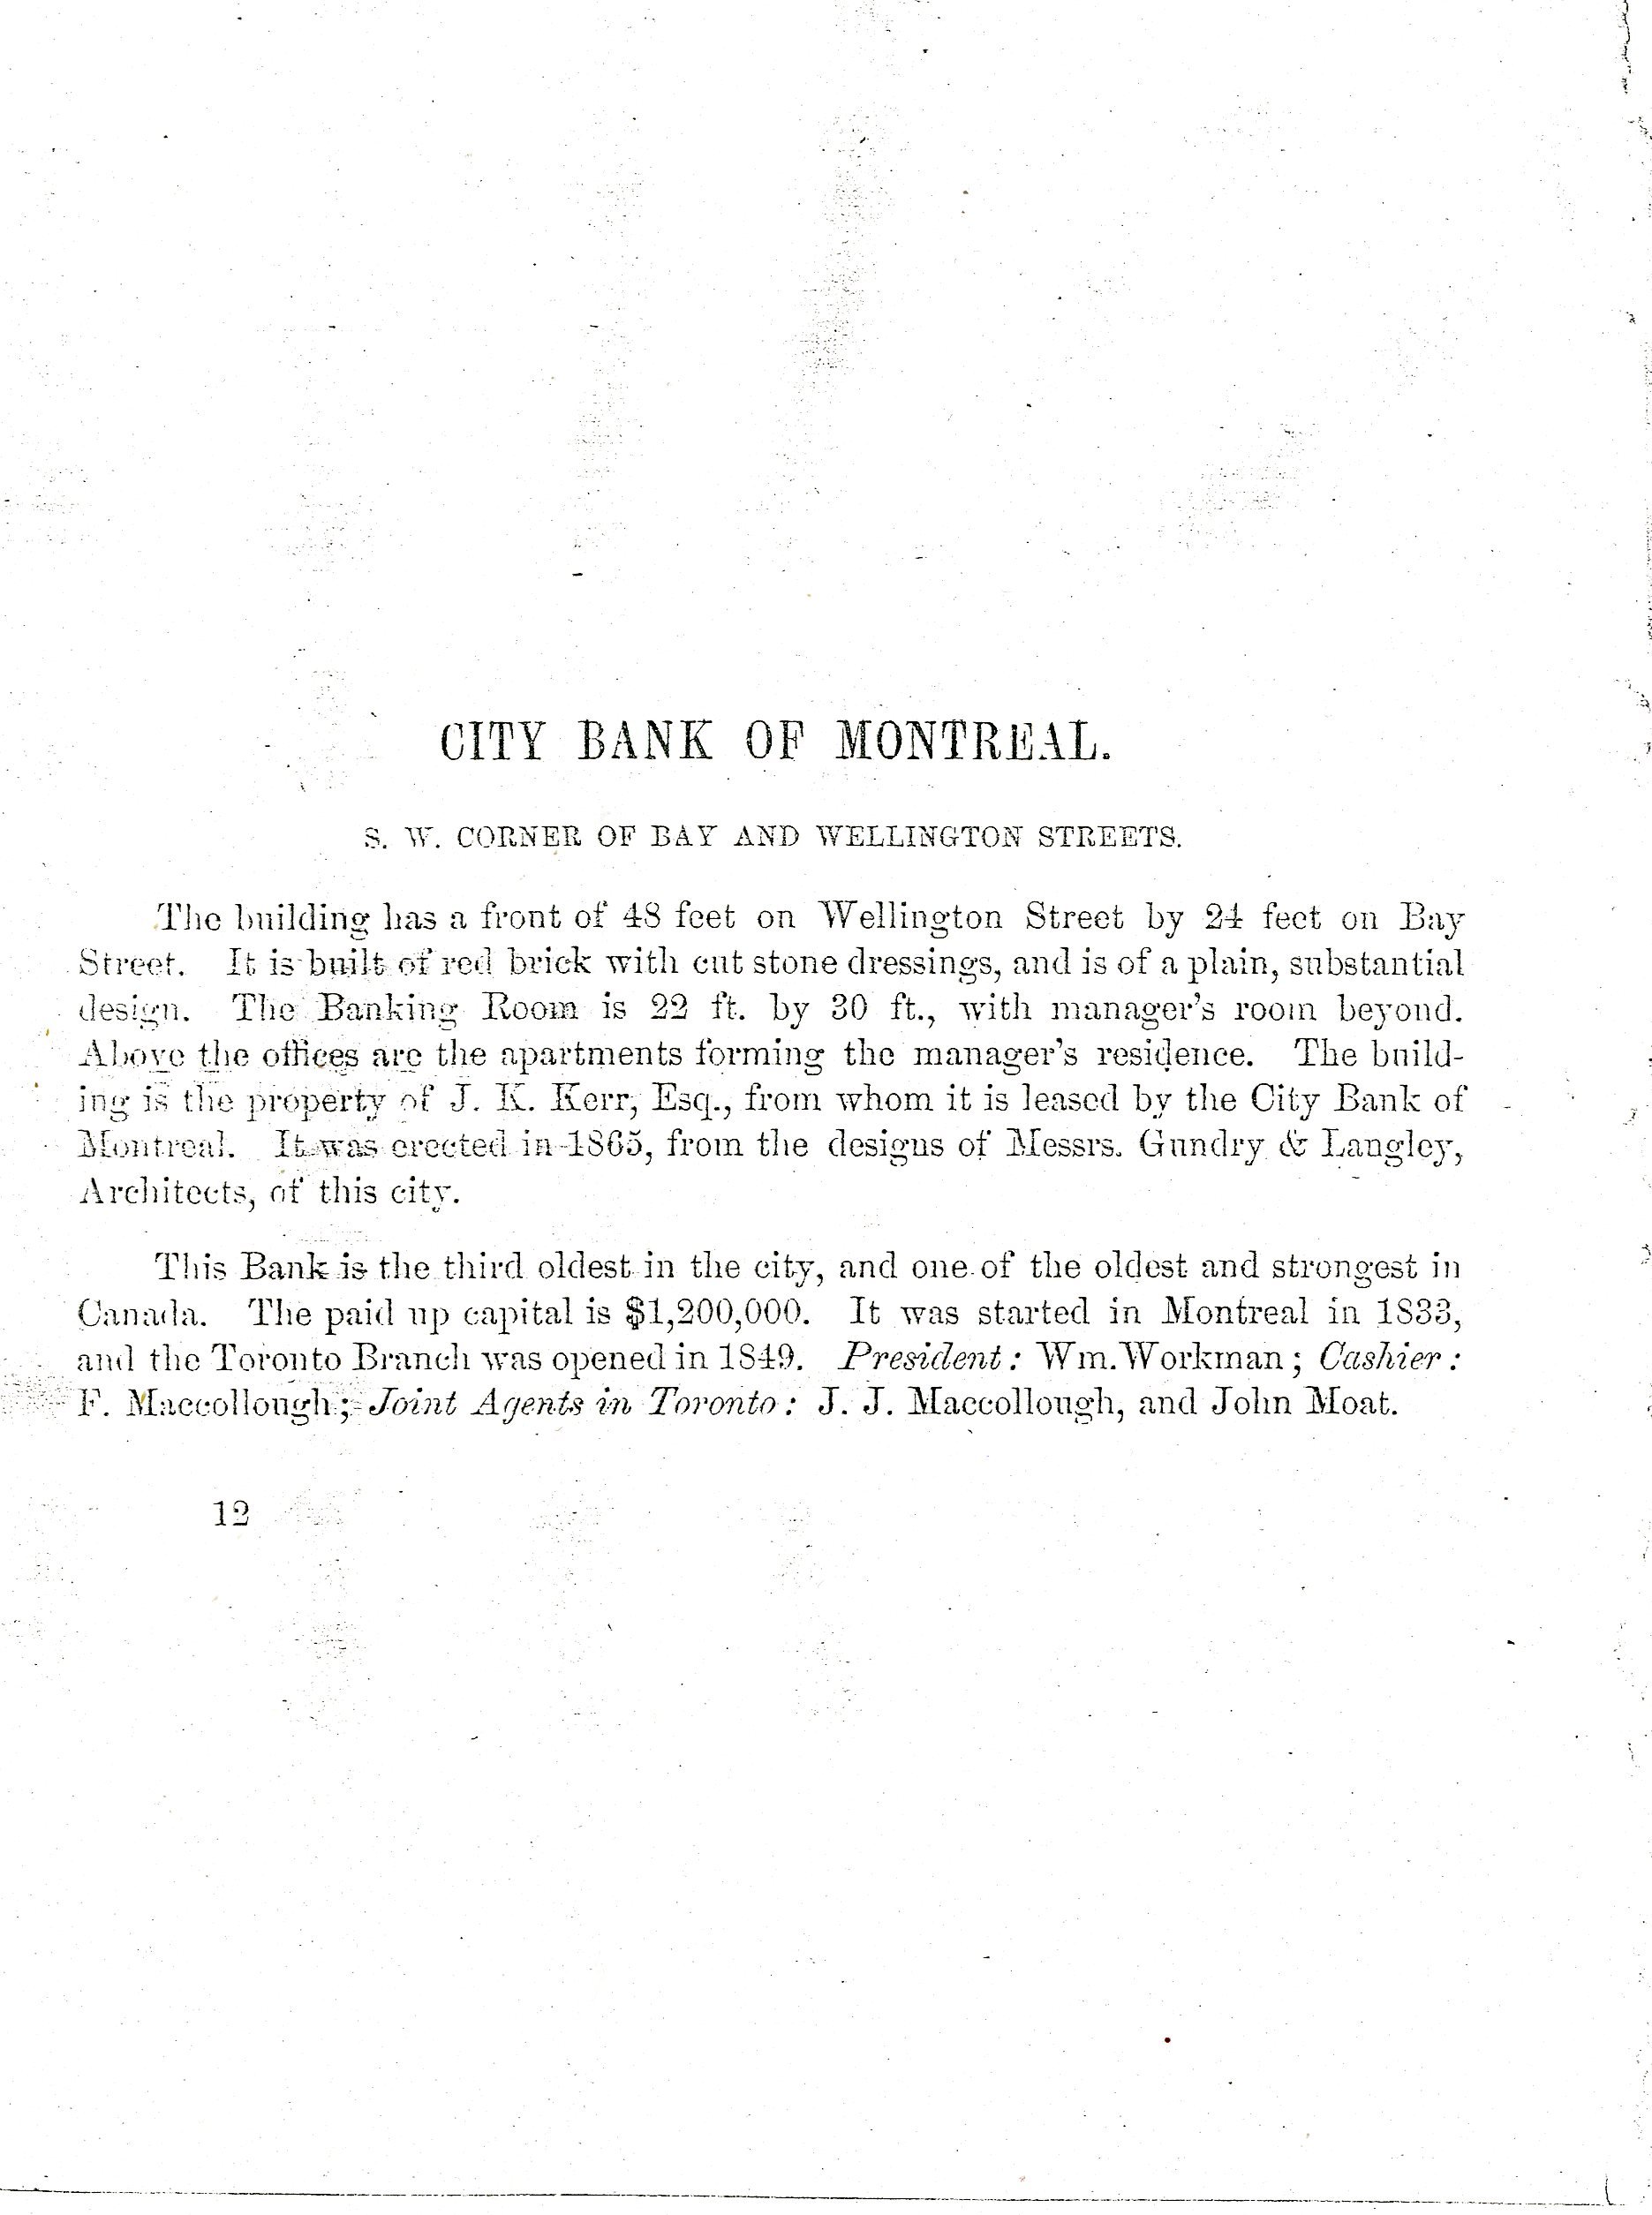 CITY BANK OF MONTREAL.
S. W. CORNER OF BAY AND WELLINGTON STREETS.
The building has a front of 48 feet on Wellington Street by 24 feet on Bay
Street. It is built of red brick with cut stone dressings, and is of a plain, substantial
design. The Banking Room is 22 ft. by 30 ft., with manager's room beyond.
Above the offices are the apartments forming the manager's residence. The build-
ing is the property of J. K. Kerr, Esq., from whom it is leased by the City Bank of
Montreal. It was erected in 1865, from the designs of Messrs. Gundry & Langley,
Architects, of this city.
This Bank is the third oldest in the city, and one of the oldest and strongest in
Canada. The paid up capital is $1,200,000. It was started in Montreal in 1833,
and the Toronto Branch was opened in 1849. President: Wm. Workman; Cashier:
F. Maccollough; Joint Agents in Toronto: J. J. Maccollough, and John Moat.
12